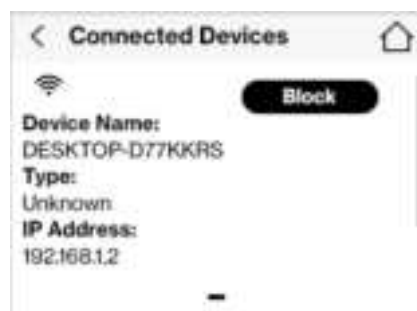 Connected Devices
Block
Device Name:
DESKTOP-D77KKRS
Type:
Unknown
IP Address:
192.168.1.2